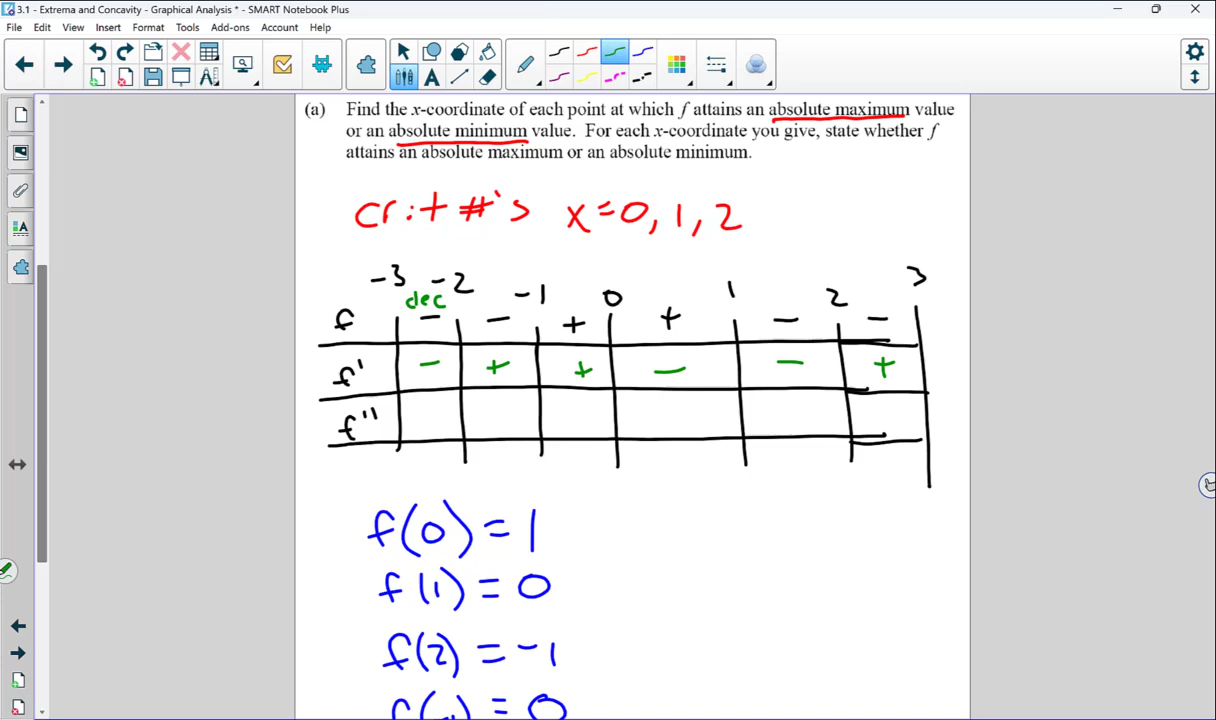 3.1 - Extrema and Concavity - Graphical Analysis * - SMART Notebook Plus
File Edit View Insert Format Tools Add-ons Account Help
(a) Find the x-coordinate of each point at which f attains an absolute maximum value
or an absolute minimum value. For each x-coordinate you give, state whether f
attains an absolute maximum or an absolute minimum.
crit #'s x=0, 1, 2
-3 -2 -1 0 1 2 3
dec
f - - + + - -
f' - + + - - +
f''
f(0) = 1
f(1) = 0
f(2) = -1